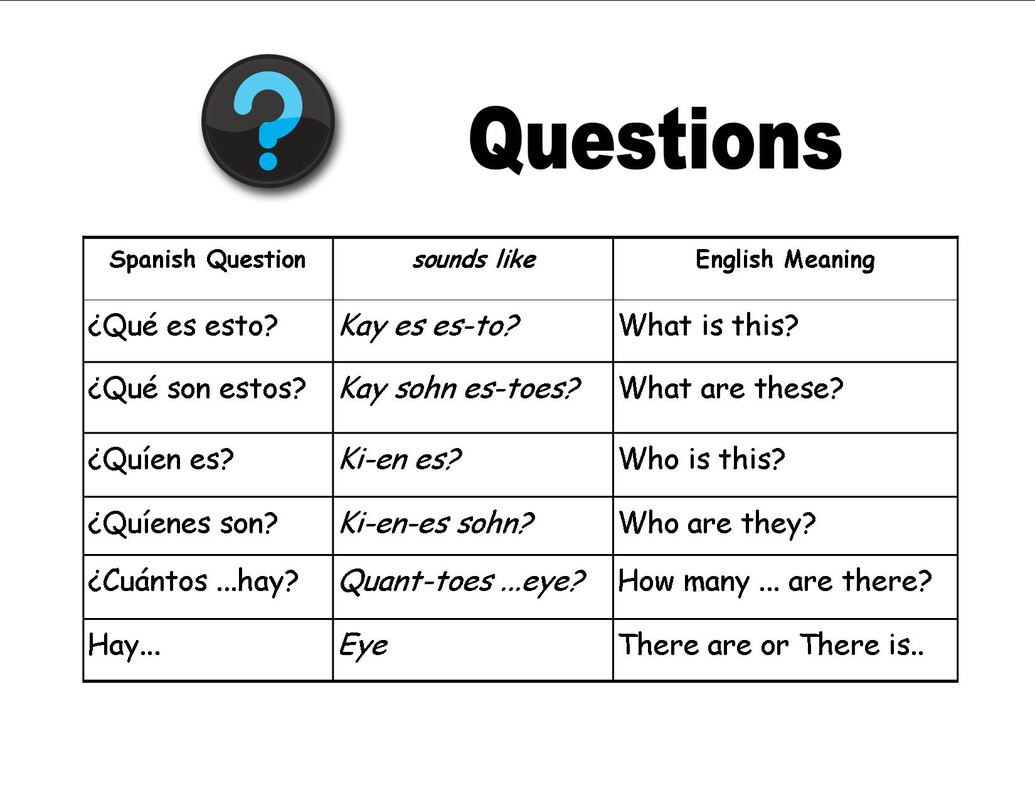 Questions
Spanish Question sounds like English Meaning
¿Qué es esto? Kay es es-to? What is this?
¿Qué son estos? Kay sohn es-toes? What are these?
¿Quíen es? Ki-en es? Who is this?
¿Quíenes son? Ki-en-es sohn? Who are they?
¿Cuántos ...hay? Quant-toes ...eye? How many ... are there?
Hay... Eye There are or There is..